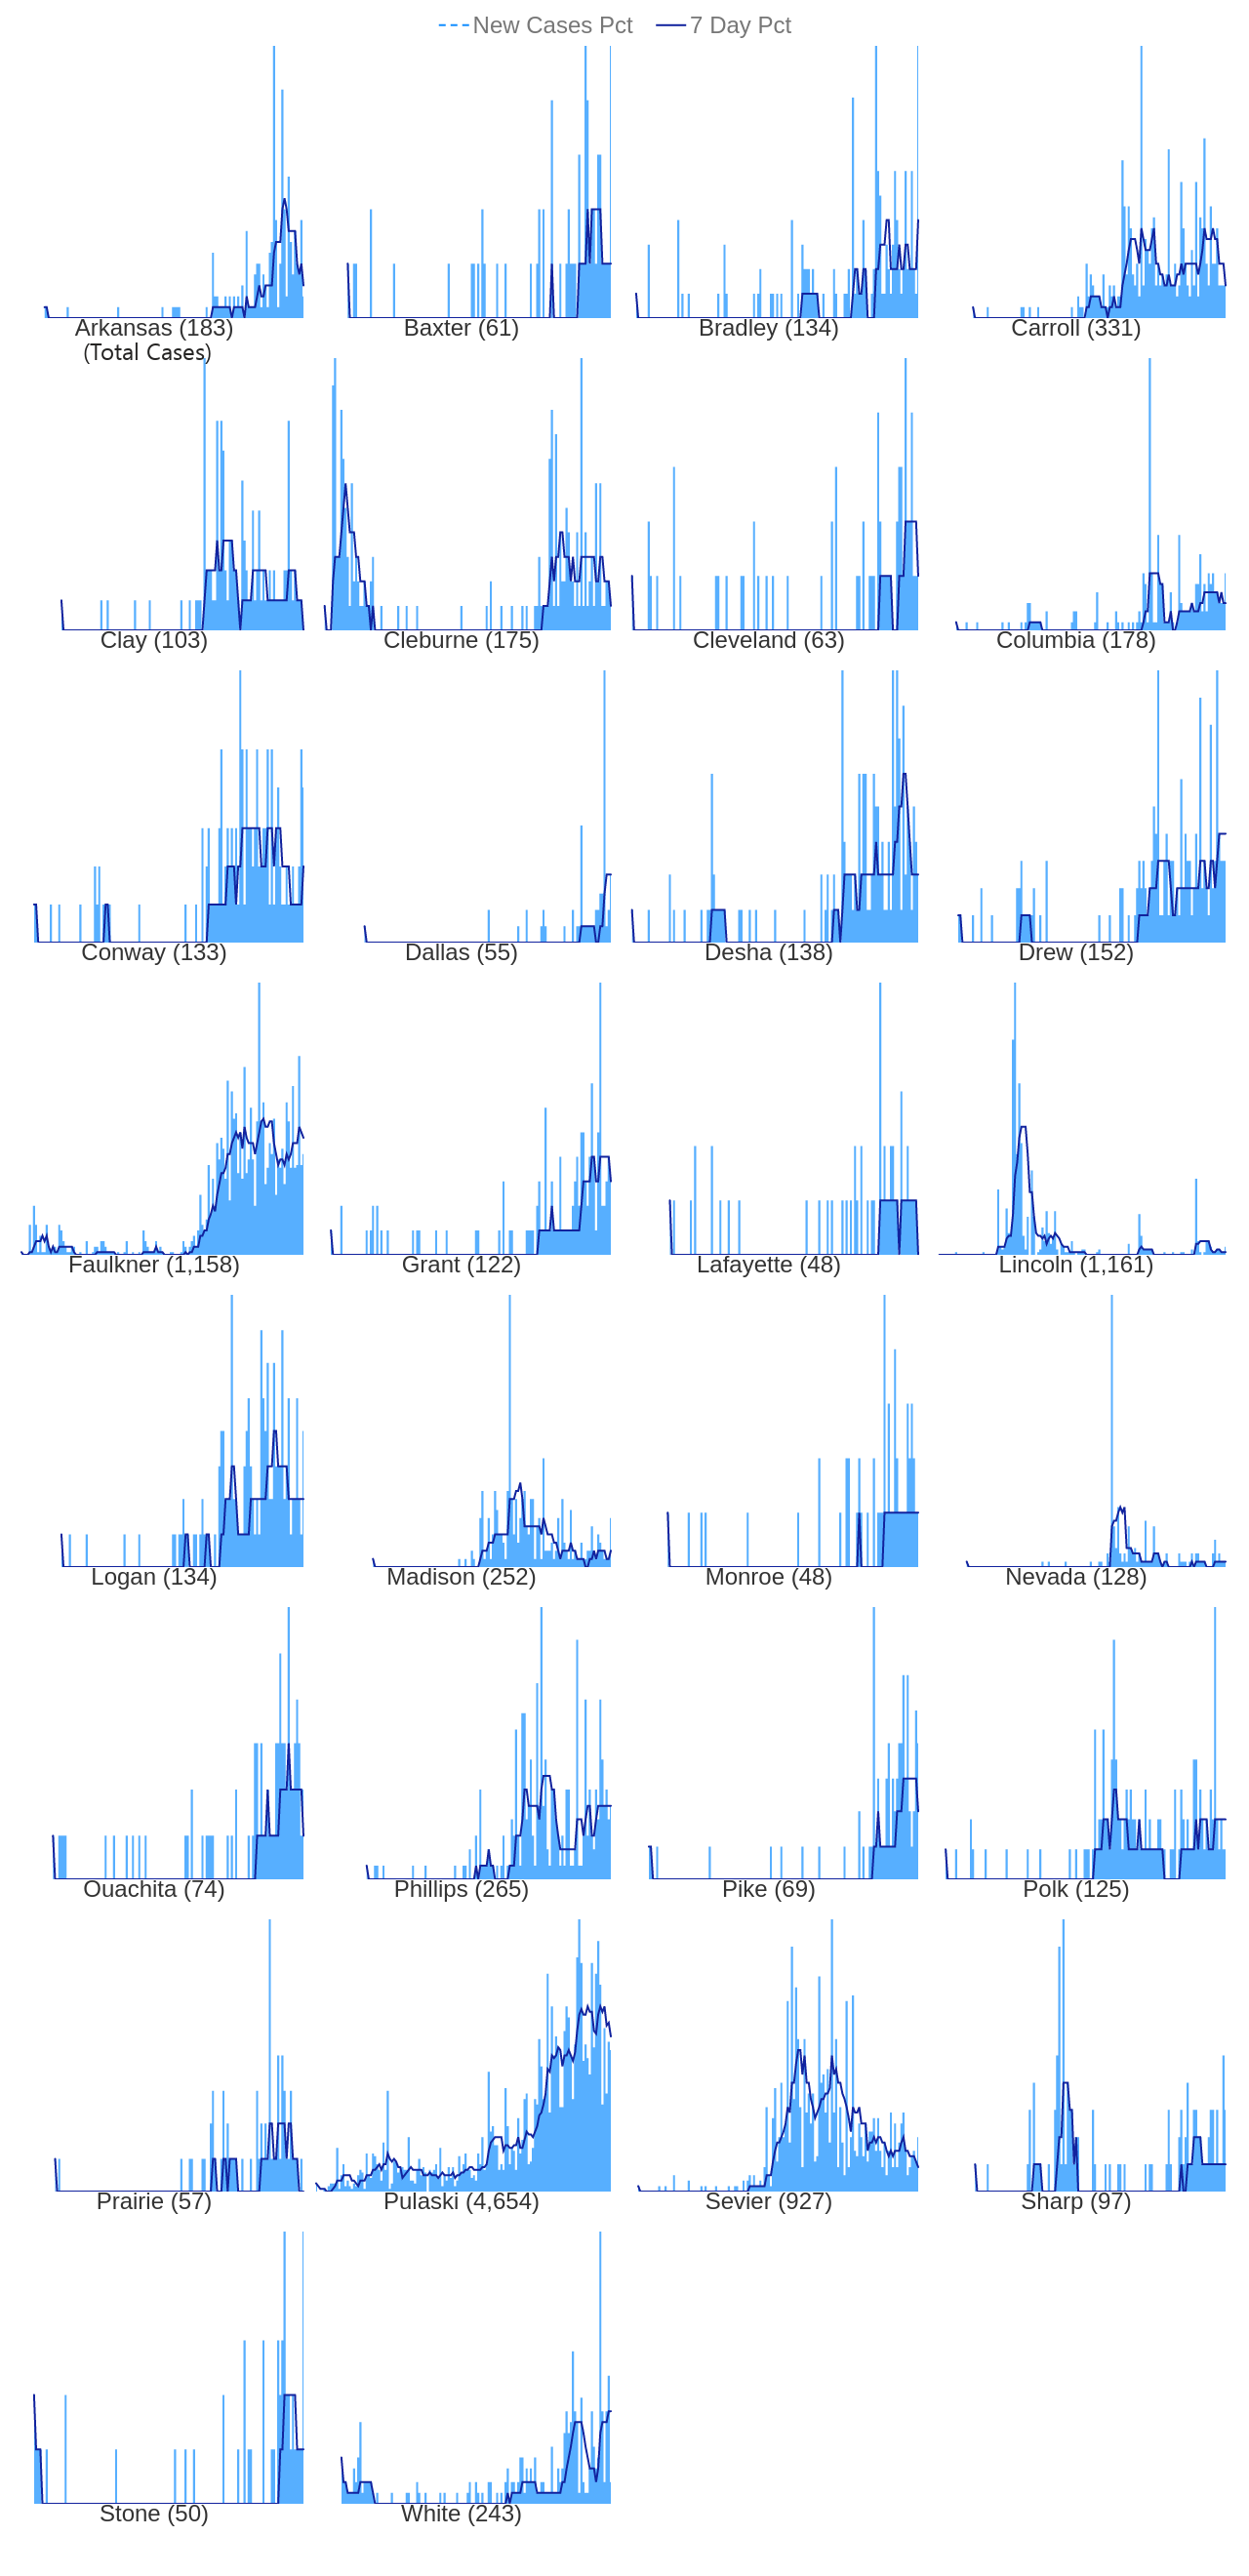 New Cases Pct 7 Day Pct
Arkansas (183) Baxter (61) Bradley (134) Carroll (331)
(Total Cases)
Clay (103) Cleburne (175) Cleveland (63) Columbia (178)
Conway (133) Dallas (55) Desha (138) Drew (152)
Faulkner (1,158) Grant (122) Lafayette (48) Lincoln (1,161)
Logan (134) Madison (252) Monroe (48) Nevada (128)
Ouachita (74) Phillips (265) Pike (69) Polk (125)
Prairie (57) Pulaski (4,654) Sevier (927) Sharp (97)
Stone (50) White (243)